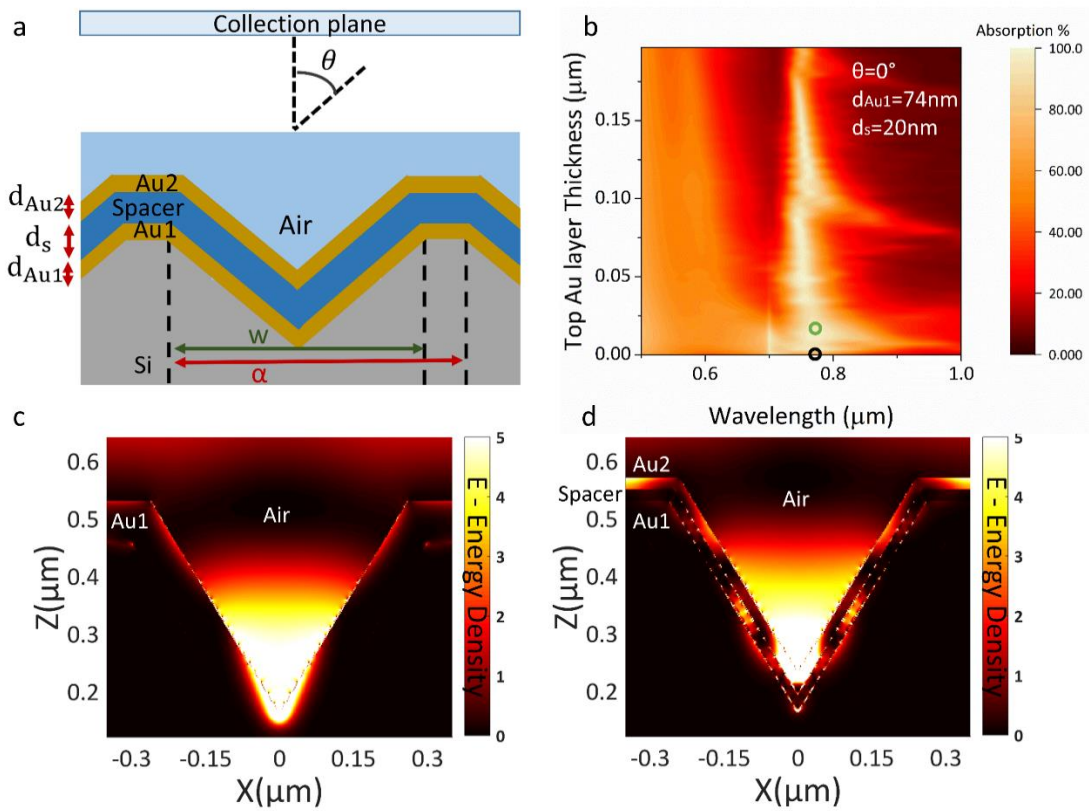 a
Collection plane
θ
Au2
Spacer
Au1
Air
d_Au2
d_s
d_Au1
w
α
Si
b
Absorption %
θ=0°
d_Au1=74nm
d_s=20nm
100.0
80.00
60.00
40.00
20.00
0.000
Top Au layer Thickness (μm)
0.15
0.10
0.05
0.00
0.6
0.8
1.0
Wavelength (μm)
c
Au1
Air
Z(μm)
0.6
0.5
0.4
0.3
0.2
-0.3
-0.15
0
0.15
0.3
X(μm)
5
4
3
2
1
0
E - Energy Density
d
Au2
Spacer
Au1
Air
Z(μm)
0.6
0.5
0.4
0.3
0.2
-0.3
-0.15
0
0.15
0.3
X(μm)
5
4
3
2
1
0
E - Energy Density